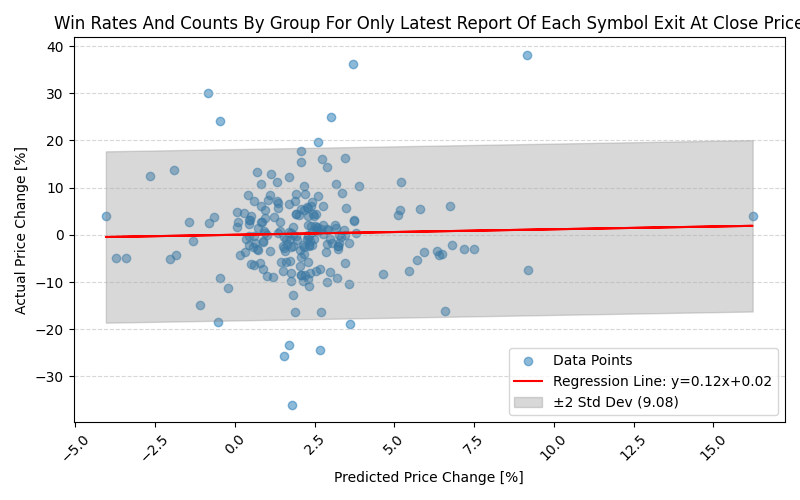 Win Rates And Counts By Group For Only Latest Report Of Each Symbol Exit At Close Price
Actual Price Change [%]
40
30
20
10
0
−10
−20
−30
−5.0
−2.5
0.0
2.5
5.0
7.5
10.0
12.5
15.0
Predicted Price Change [%]
Data Points
Regression Line: y=0.12x+0.02
±2 Std Dev (9.08)